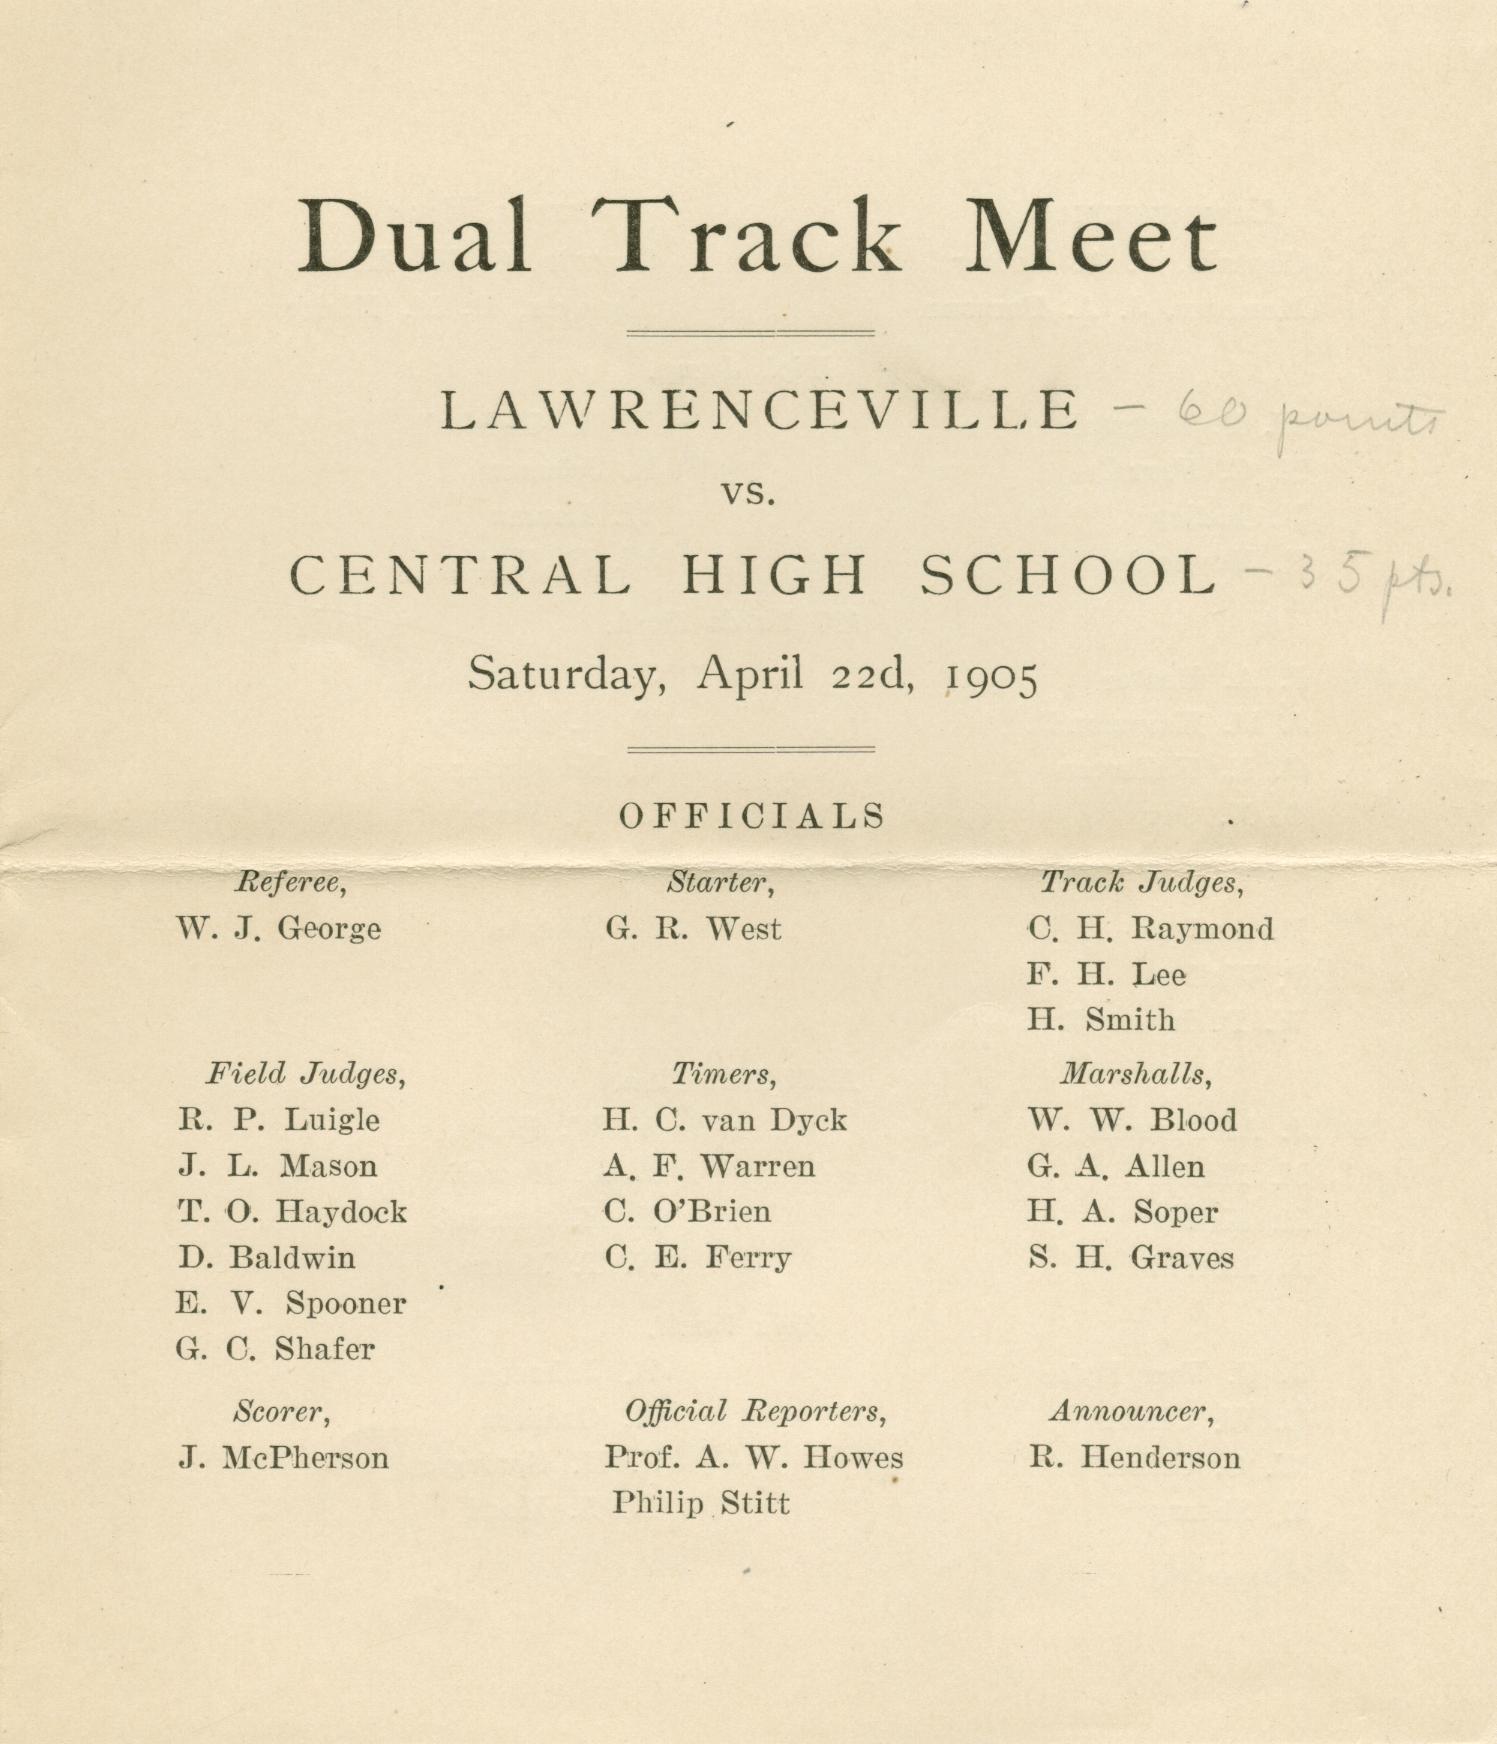 Dual Track Meet
LAWRENCEVILLE – 60 points
vs.
CENTRAL HIGH SCHOOL – 35 pts.
Saturday, April 22d, 1905
OFFICIALS
Referee,
W. J. George
Starter,
G. R. West
Track Judges,
C. H. Raymond
F. H. Lee
H. Smith
Field Judges,
R. P. Luigle
J. L. Mason
T. O. Haydock
D. Baldwin
E. V. Spooner
G. C. Shafer
Timers,
H. C. van Dyck
A. F. Warren
C. O'Brien
C. E. Ferry
Marshalls,
W. W. Blood
G. A. Allen
H. A. Soper
S. H. Graves
Scorer,
J. McPherson
Official Reporters,
Prof. A. W. Howes
Philip Stitt
Announcer,
R. Henderson